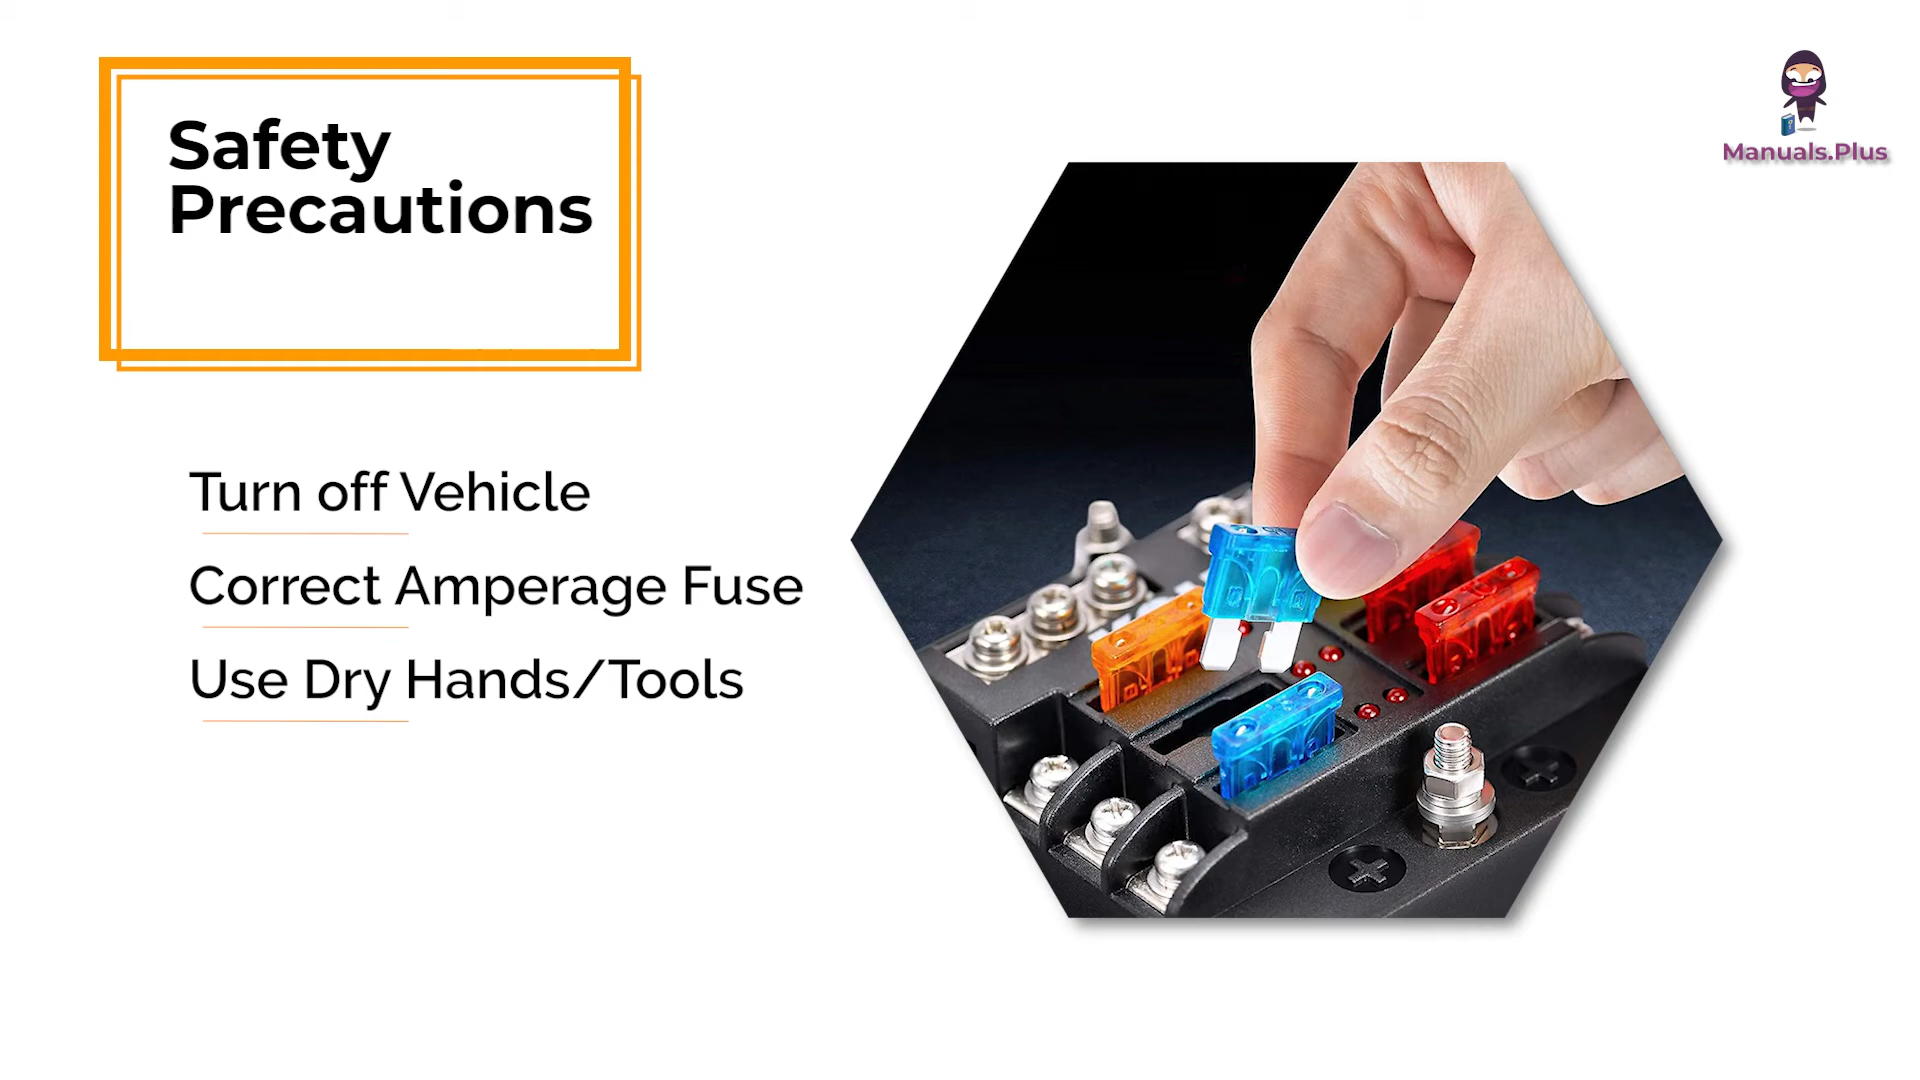 Safety
Precautions
Manuals.Plus
Turn off Vehicle
Correct Amperage Fuse
Use Dry Hands/Tools